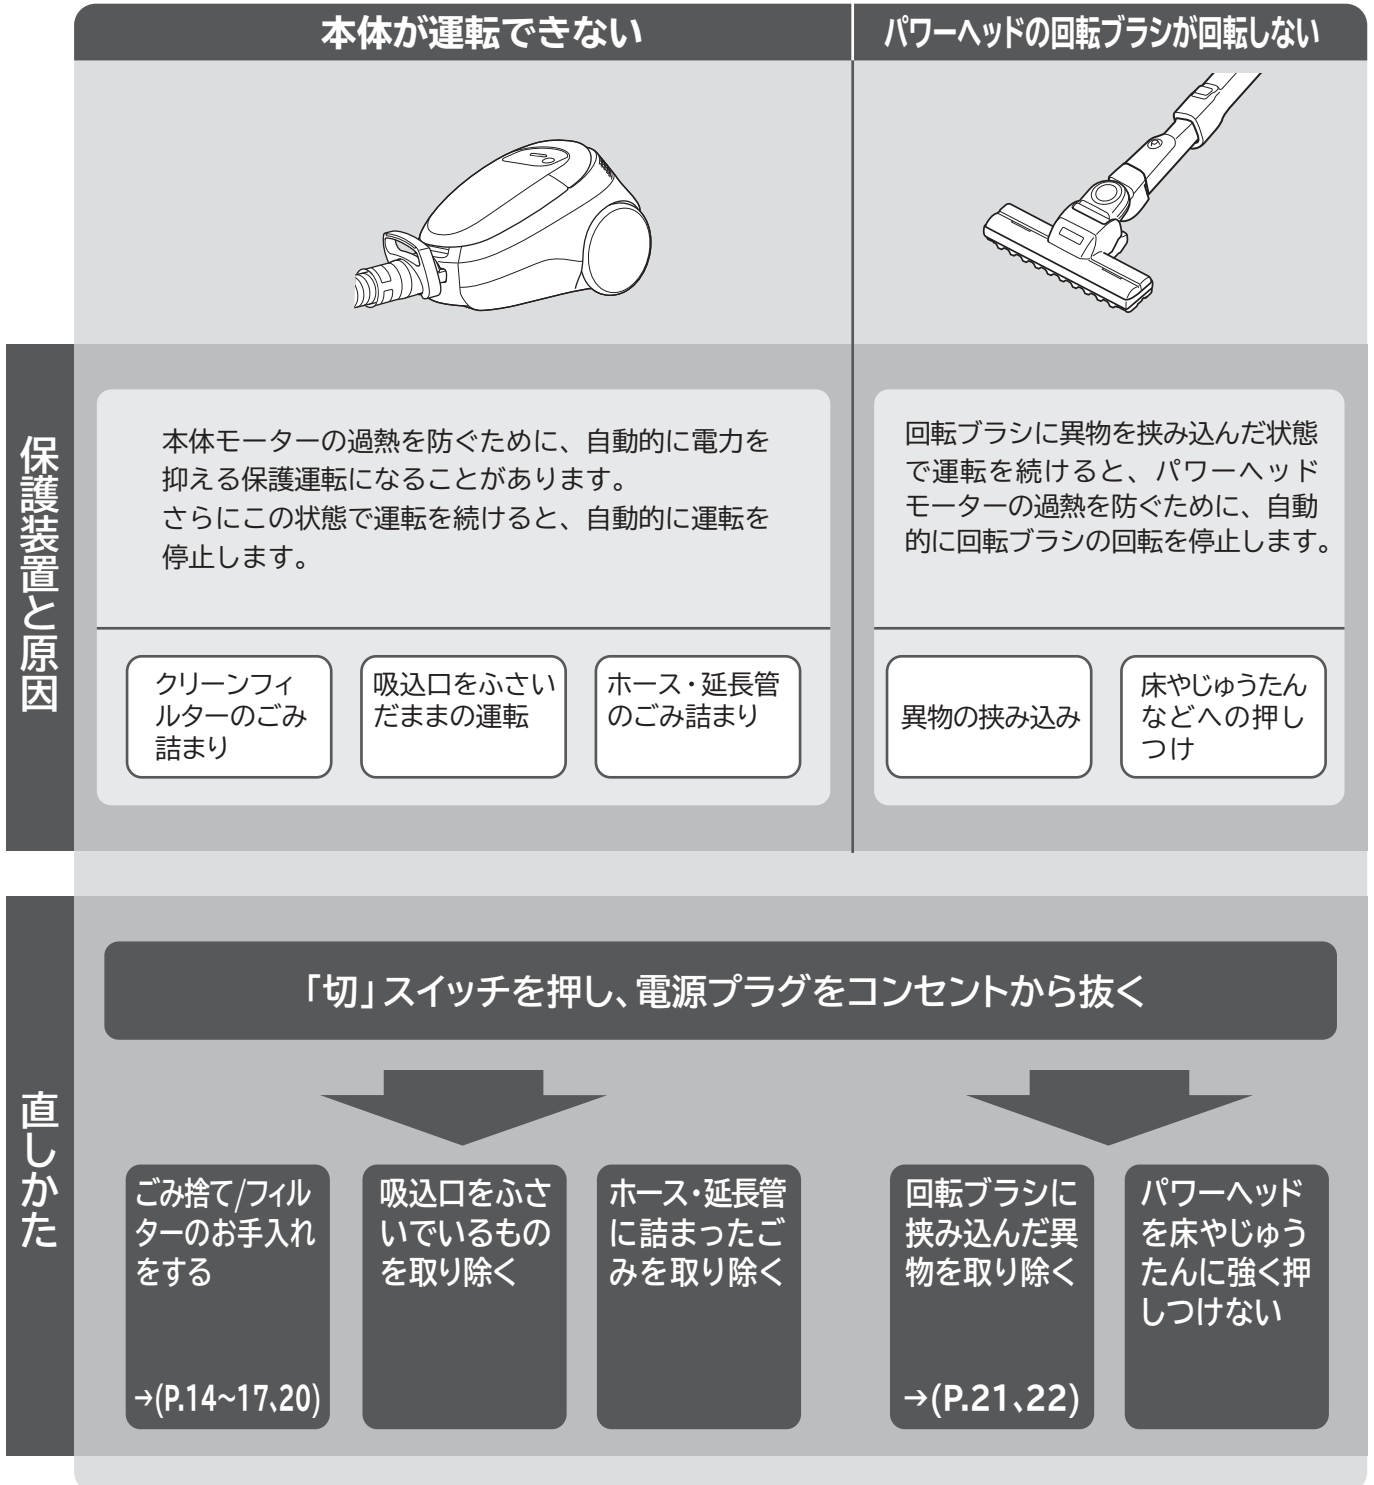 本体が運転できない
パワーヘッドの回転ブラシが回転しない
保護装置と原因
本体モーターの過熱を防ぐために、自動的に電力を
抑える保護運転になることがあります。
さらにこの状態で運転を続けると、自動的に運転を
停止します。
クリーンフィ
ルターのごみ
詰まり
吸込口をふさい
だままの運転
ホース・延長管
のごみ詰まり
回転ブラシに異物を挟み込んだ状態
で運転を続けると、パワーヘッド
モーターの過熱を防ぐために、自動
的に回転ブラシの回転を停止します。
異物の挟み込み
床やじゅうたん
などへの押し
つけ
直しかた
「切」スイッチを押し、電源プラグをコンセントから抜く
ごみ捨て/フィル
ターのお手入れ
をする
→(P.14~17、20)
吸込口をふさ
いでいるもの
を取り除く
ホース・延長管
に詰まったご
みを取り除く
回転ブラシに
挟み込んだ異
物を取り除く
→(P.21、22)
パワーヘッド
を床やじゅう
たんに強く押
しつけない